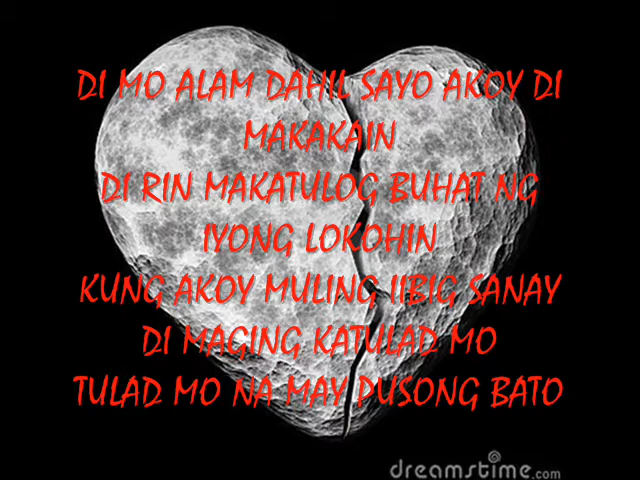 DI MO ALAM DAHIL SAYO AKOY DI
MAKAKAIN
DI RIN MAKATULOG BUHAT NG
IYONG LOKOHIN
KUNG AKOY MULING IIBIG SANAY
DI MAGING KATULAD MO
TULAD MO NA MAY PUSONG BATO
dreamstime.com